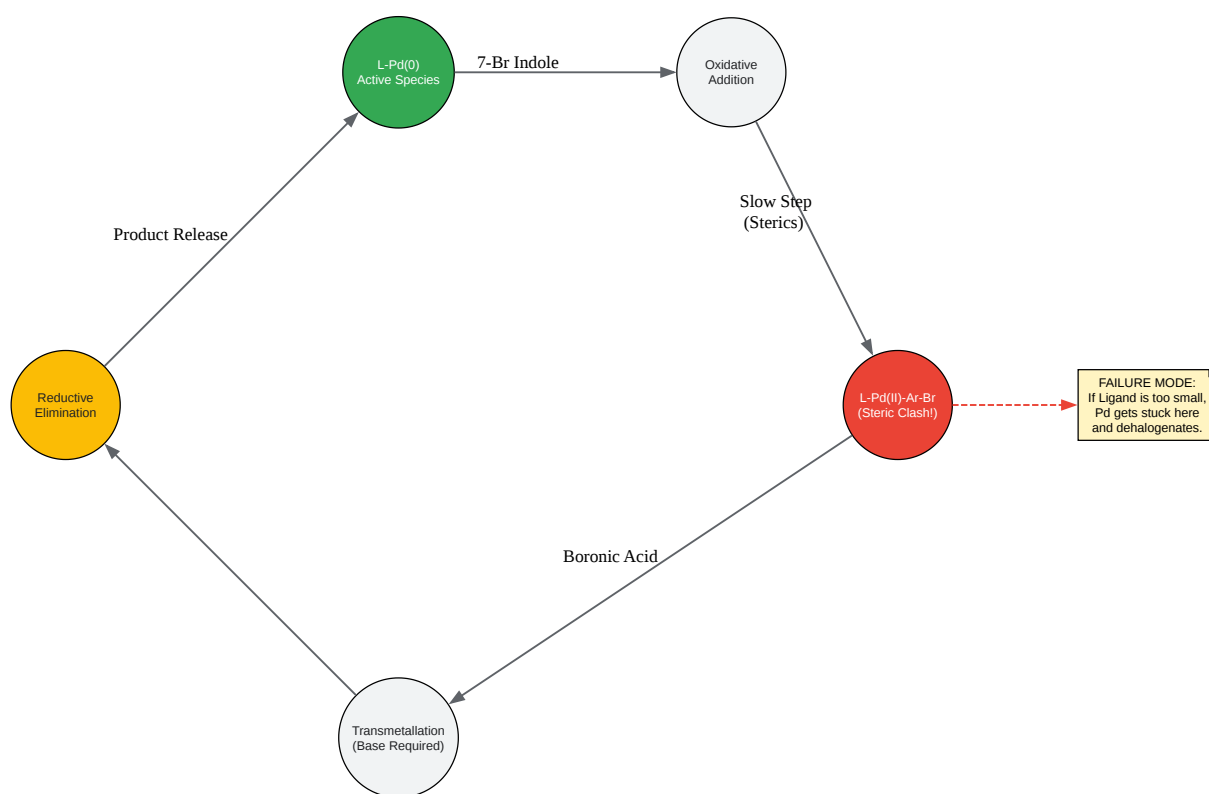 L-Pd(0)
Active Species
7-Br Indole
Oxidative
Addition
Slow Step
(Sterics)
Product Release
Reductive
Elimination
L-Pd(II)-Ar-Br
(Steric Clash!)
FAILURE MODE:
If Ligand is too small,
Pd gets stuck here
and dehalogenates.
Boronic Acid
Transmetallation
(Base Required)